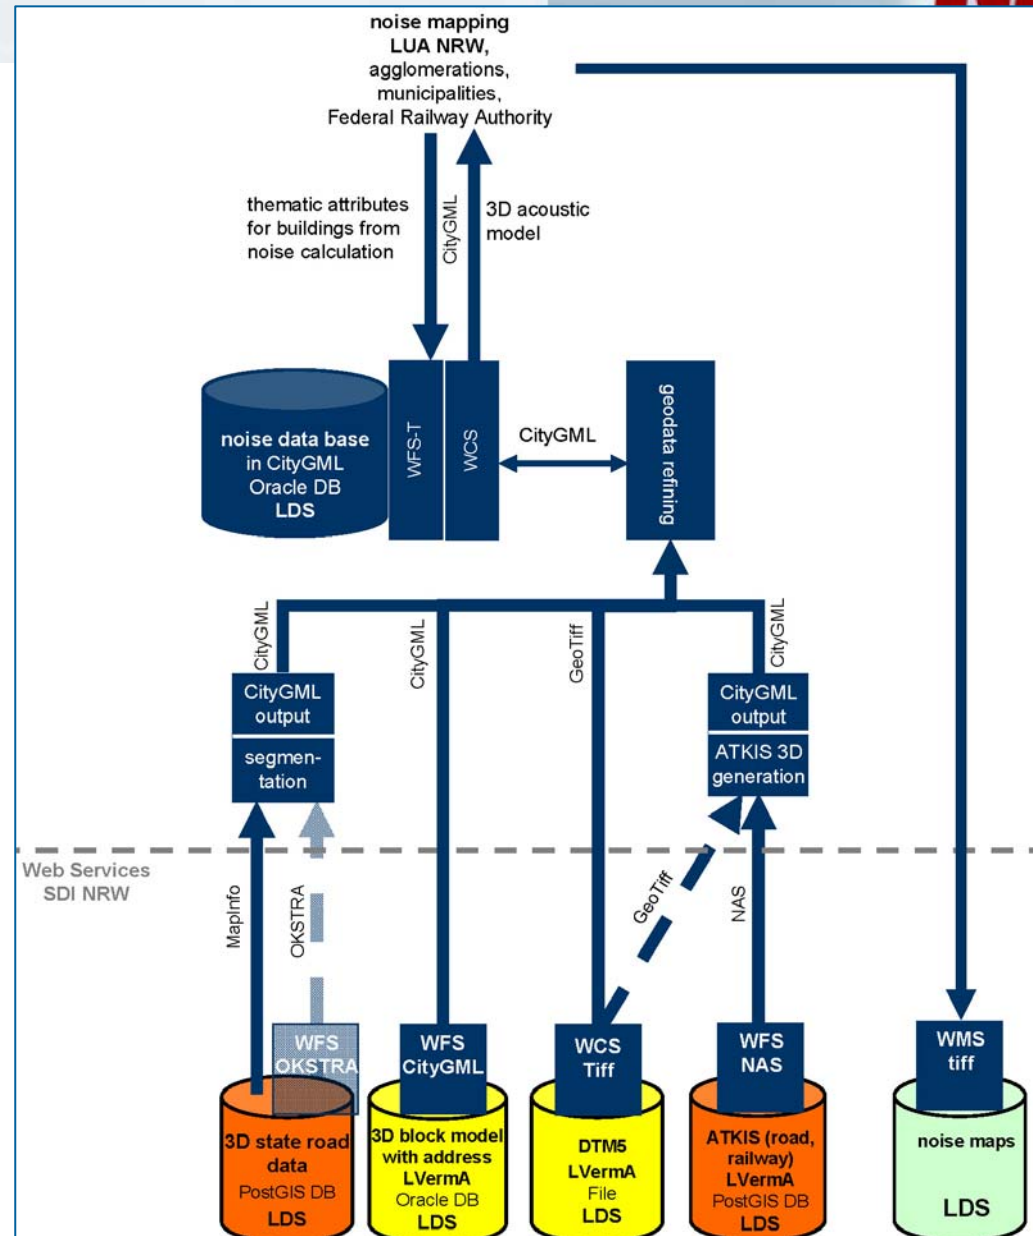 noise mapping
LUA NRW,
agglomerations,
municipalities,
Federal Railway Authority
thematic attributes
for buildings from
noise calculation
CityGML
3D acoustic
model
noise data base
in CityGML
Oracle DB
LDS
WFS-T
WCS
CityGML
geodata refining
CityGML
CityGML
GeoTiff
CityGML
CityGML
output
segmen-
tation
CityGML
output
ATKIS 3D
generation
Web Services
SDI NRW
MapInfo
OKSTRA
GeoTiff
NAS
WFS
OKSTRA
WFS
CityGML
WCS
Tiff
WFS
NAS
WMS
tiff
3D state road
data
PostGIS DB
LDS
3D block model
with address
LVermA
Oracle DB
LDS
DTM5
LVermA
File
LDS
ATKIS (road,
railway)
LVermA
PostGIS DB
LDS
noise maps
LDS